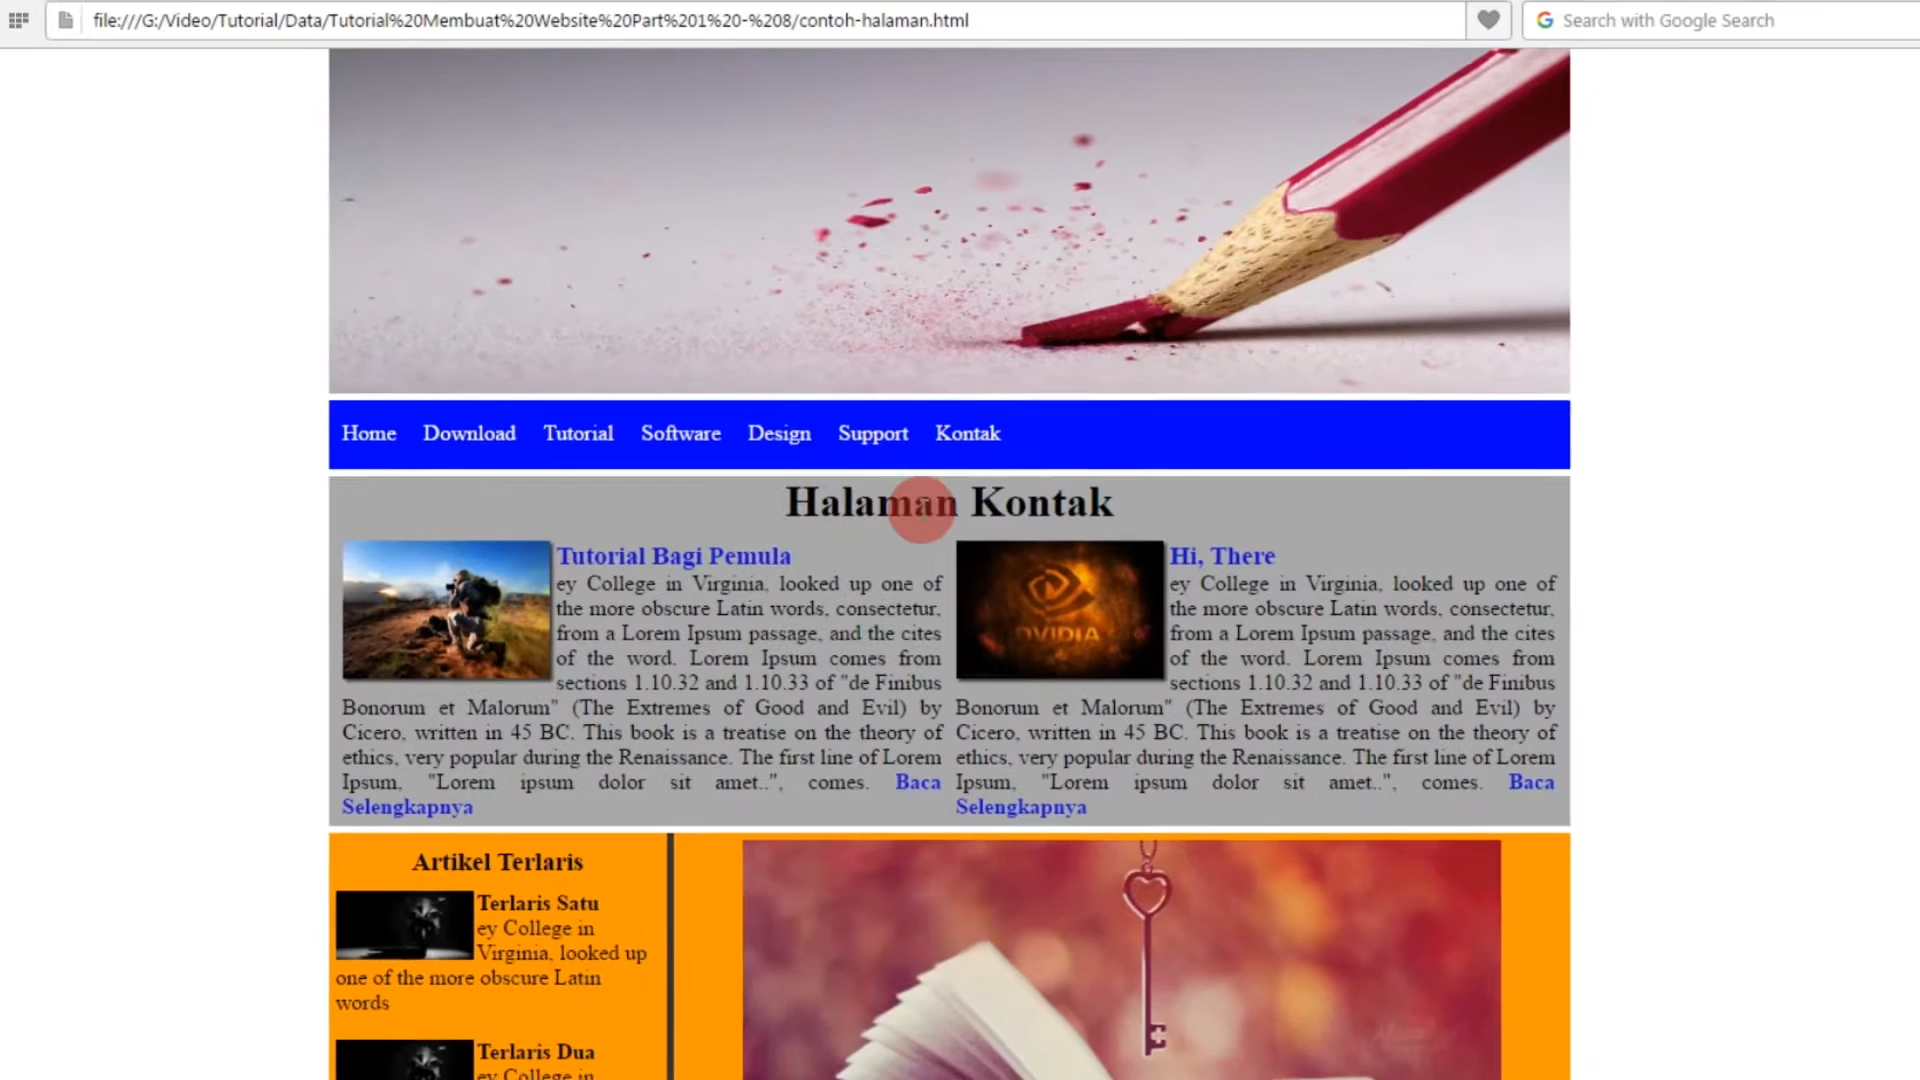 file:///G:/Video/Tutorial/Data/Tutorial%20Membuat%20Website%20Part%201%20-%208/contoh-halaman.html
Search with Google Search
Home Download Tutorial Software Design Support Kontak
Halaman Kontak
Tutorial Bagi Pemula
ey College in Virginia, looked up one of
the more obscure Latin words, consectetur,
from a Lorem Ipsum passage, and the cites
of the word. Lorem Ipsum comes from
sections 1.10.32 and 1.10.33 of "de Finibus
Bonorum et Malorum" (The Extremes of Good and Evil) by
Cicero, written in 45 BC. This book is a treatise on the theory of
ethics, very popular during the Renaissance. The first line of Lorem
Ipsum, "Lorem ipsum dolor sit amet..", comes. Baca
Selengkapnya
NVIDIA
Hi, There
ey College in Virginia, looked up one of
the more obscure Latin words, consectetur,
from a Lorem Ipsum passage, and the cites
of the word. Lorem Ipsum comes from
sections 1.10.32 and 1.10.33 of "de Finibus
Bonorum et Malorum" (The Extremes of Good and Evil) by
Cicero, written in 45 BC. This book is a treatise on the theory of
ethics, very popular during the Renaissance. The first line of Lorem
Ipsum, "Lorem ipsum dolor sit amet..", comes. Baca
Selengkapnya
Artikel Terlaris
Terlaris Satu
ey College in
Virginia, looked up
one of the more obscure Latin
words
Terlaris Dua
ey College in